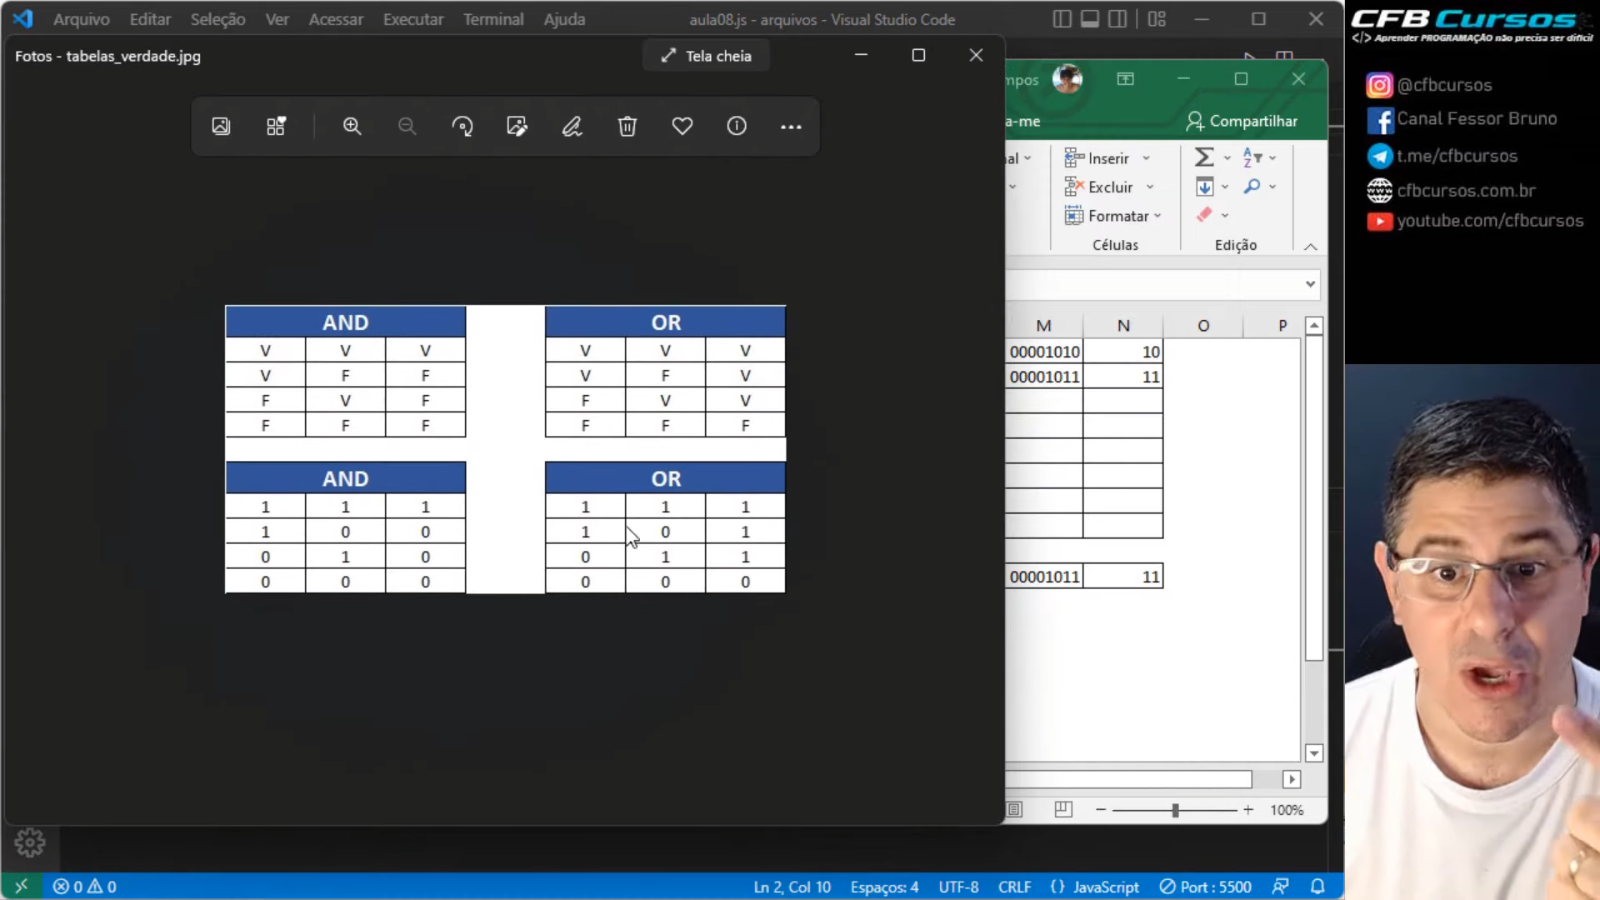 Arquivo Editar Seleção Ver Acessar Executar Terminal Ajuda aula08.js - arquivos - Visual Studio Code
Fotos - tabelas_verdade.jpg Tela cheia
AND
V V V
V F F
F V F
F F F
OR
V V V
V F V
F V V
F F F
AND
1 1 1
1 0 0
0 1 0
0 0 0
OR
1 1 1
1 0 1
0 1 1
0 0 0
mpos
a-me Compartilhar
al Inserir
Excluir
Formatar
Células Edição
M N O P
00001010 10
00001011 11
00001011 11
100%
0 0 Ln 2, Col 10 Espaços: 4 UTF-8 CRLF {} JavaScript Port : 5500
CFB Cursos
</> Aprender PROGRAMAÇÃO não precisa ser difícil
@cfbcursos
Canal Fessor Bruno
t.me/cfbcursos
cfbcursos.com.br
youtube.com/cfbcursos